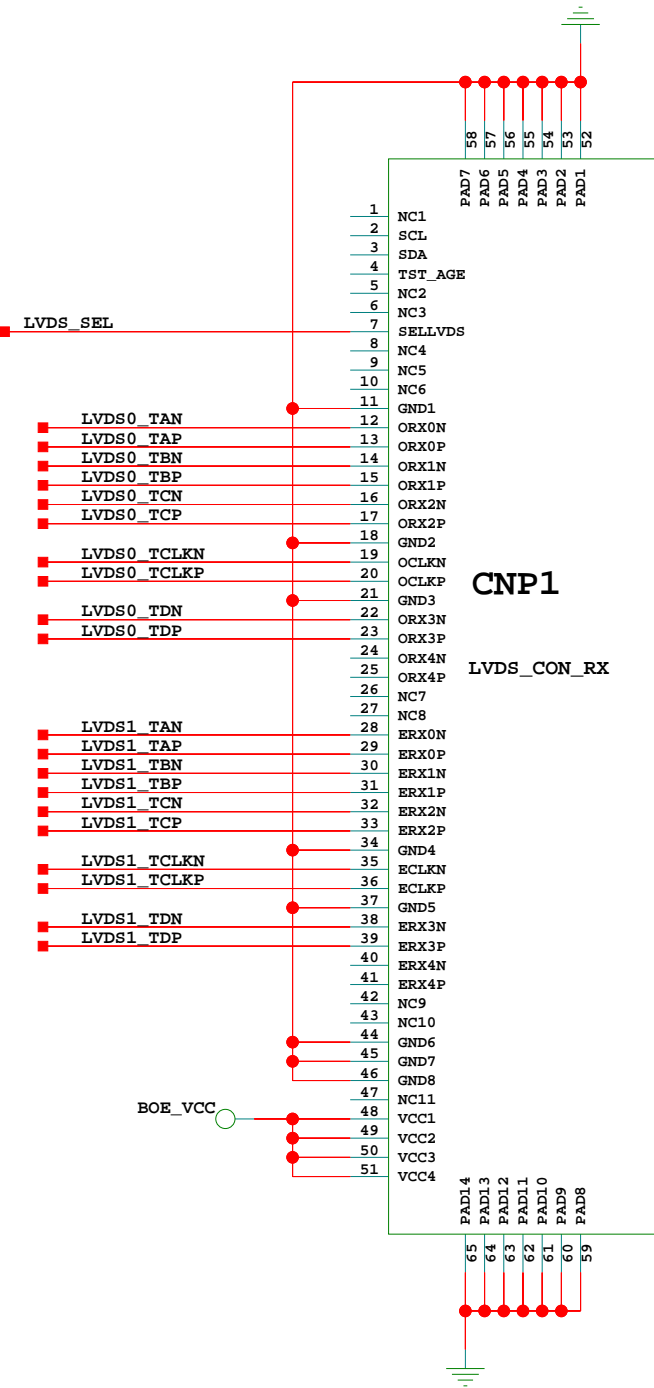 58 57 56 55 54 53 52
PAD7 PAD6 PAD5 PAD4 PAD3 PAD2 PAD1
1 NC1
2 SCL
3 SDA
4 TST_AGE
5 NC2
6 NC3
LVDS_SEL 7 SELLVDS
8 NC4
9 NC5
10 NC6
11 GND1
LVDS0_TAN 12 ORX0N
LVDS0_TAP 13 ORX0P
LVDS0_TBN 14 ORX1N
LVDS0_TBP 15 ORX1P
LVDS0_TCN 16 ORX2N
LVDS0_TCP 17 ORX2P
18 GND2
LVDS0_TCLKN 19 OCLKN
LVDS0_TCLKP 20 OCLKP
CNP1
21 GND3
LVDS0_TDN 22 ORX3N
LVDS0_TDP 23 ORX3P
24 ORX4N
LVDS_CON_RX
25 ORX4P
26 NC7
27 NC8
LVDS1_TAN 28 ERX0N
LVDS1_TAP 29 ERX0P
LVDS1_TBN 30 ERX1N
LVDS1_TBP 31 ERX1P
LVDS1_TCN 32 ERX2N
LVDS1_TCP 33 ERX2P
34 GND4
LVDS1_TCLKN 35 ECLKN
LVDS1_TCLKP 36 ECLKP
37 GND5
LVDS1_TDN 38 ERX3N
LVDS1_TDP 39 ERX3P
40 ERX4N
41 ERX4P
42 NC9
43 NC10
44 GND6
45 GND7
46 GND8
47 NC11
BOE_VCC 48 VCC1
49 VCC2
50 VCC3
51 VCC4
PAD14 PAD13 PAD12 PAD11 PAD10 PAD9 PAD8
65 64 63 62 61 60 59